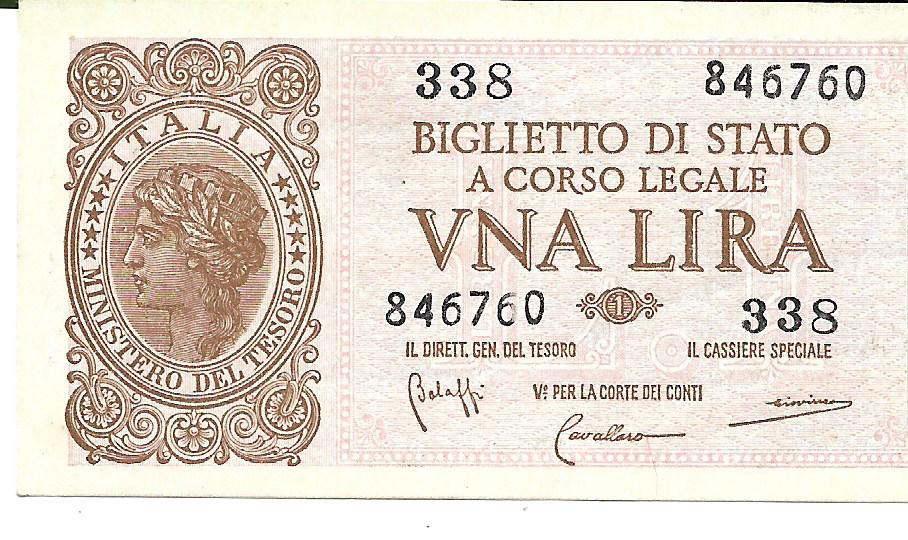 338 846760
ITALIA
MINISTERO DEL TESORO
BIGLIETTO DI STATO
A CORSO LEGALE
VNA LIRA
846760 1 338
IL DIRETT. GEN. DEL TESORO IL CASSIERE SPECIALE
Bolaffi Vº PER LA CORTE DEI CONTI
Cavallaro